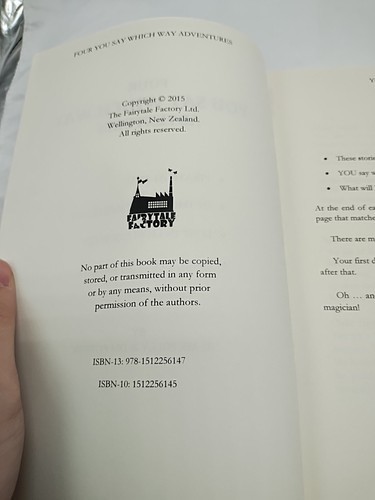 FOUR YOU SAY WHICH WAY ADVENTURES
Copyright © 2015
The Fairytale Factory Ltd.
Wellington, New Zealand.
All rights reserved.
FAIRYTALE
FACTORY
No part of this book may be copied,
stored, or transmitted in any form
or by any means, without prior
permission of the authors.
ISBN-13: 978-1512256147
ISBN-10: 1512256145
Y
• These storie
• YOU say w
• What will
At the end of ea
page that matche
There are m
Your first d
after that.
Oh ... an
magician!